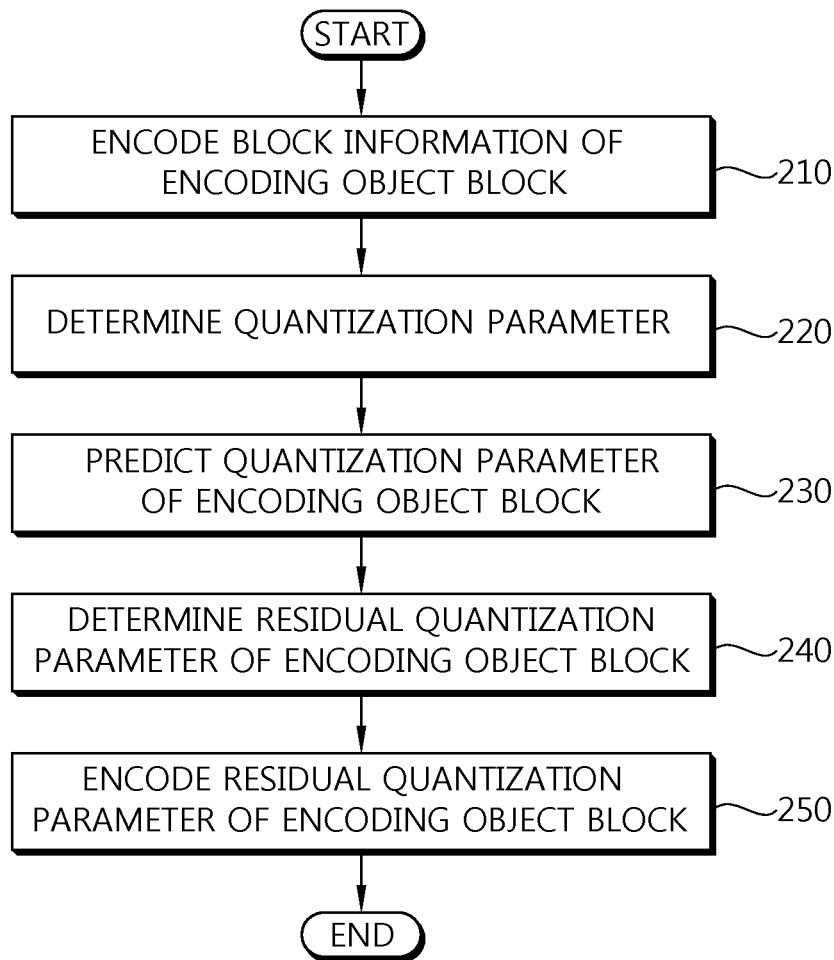 START
ENCODE BLOCK INFORMATION OF
ENCODING OBJECT BLOCK
210
DETERMINE QUANTIZATION PARAMETER
220
PREDICT QUANTIZATION PARAMETER
OF ENCODING OBJECT BLOCK
230
DETERMINE RESIDUAL QUANTIZATION
PARAMETER OF ENCODING OBJECT BLOCK
240
ENCODE RESIDUAL QUANTIZATION
PARAMETER OF ENCODING OBJECT BLOCK
250
END